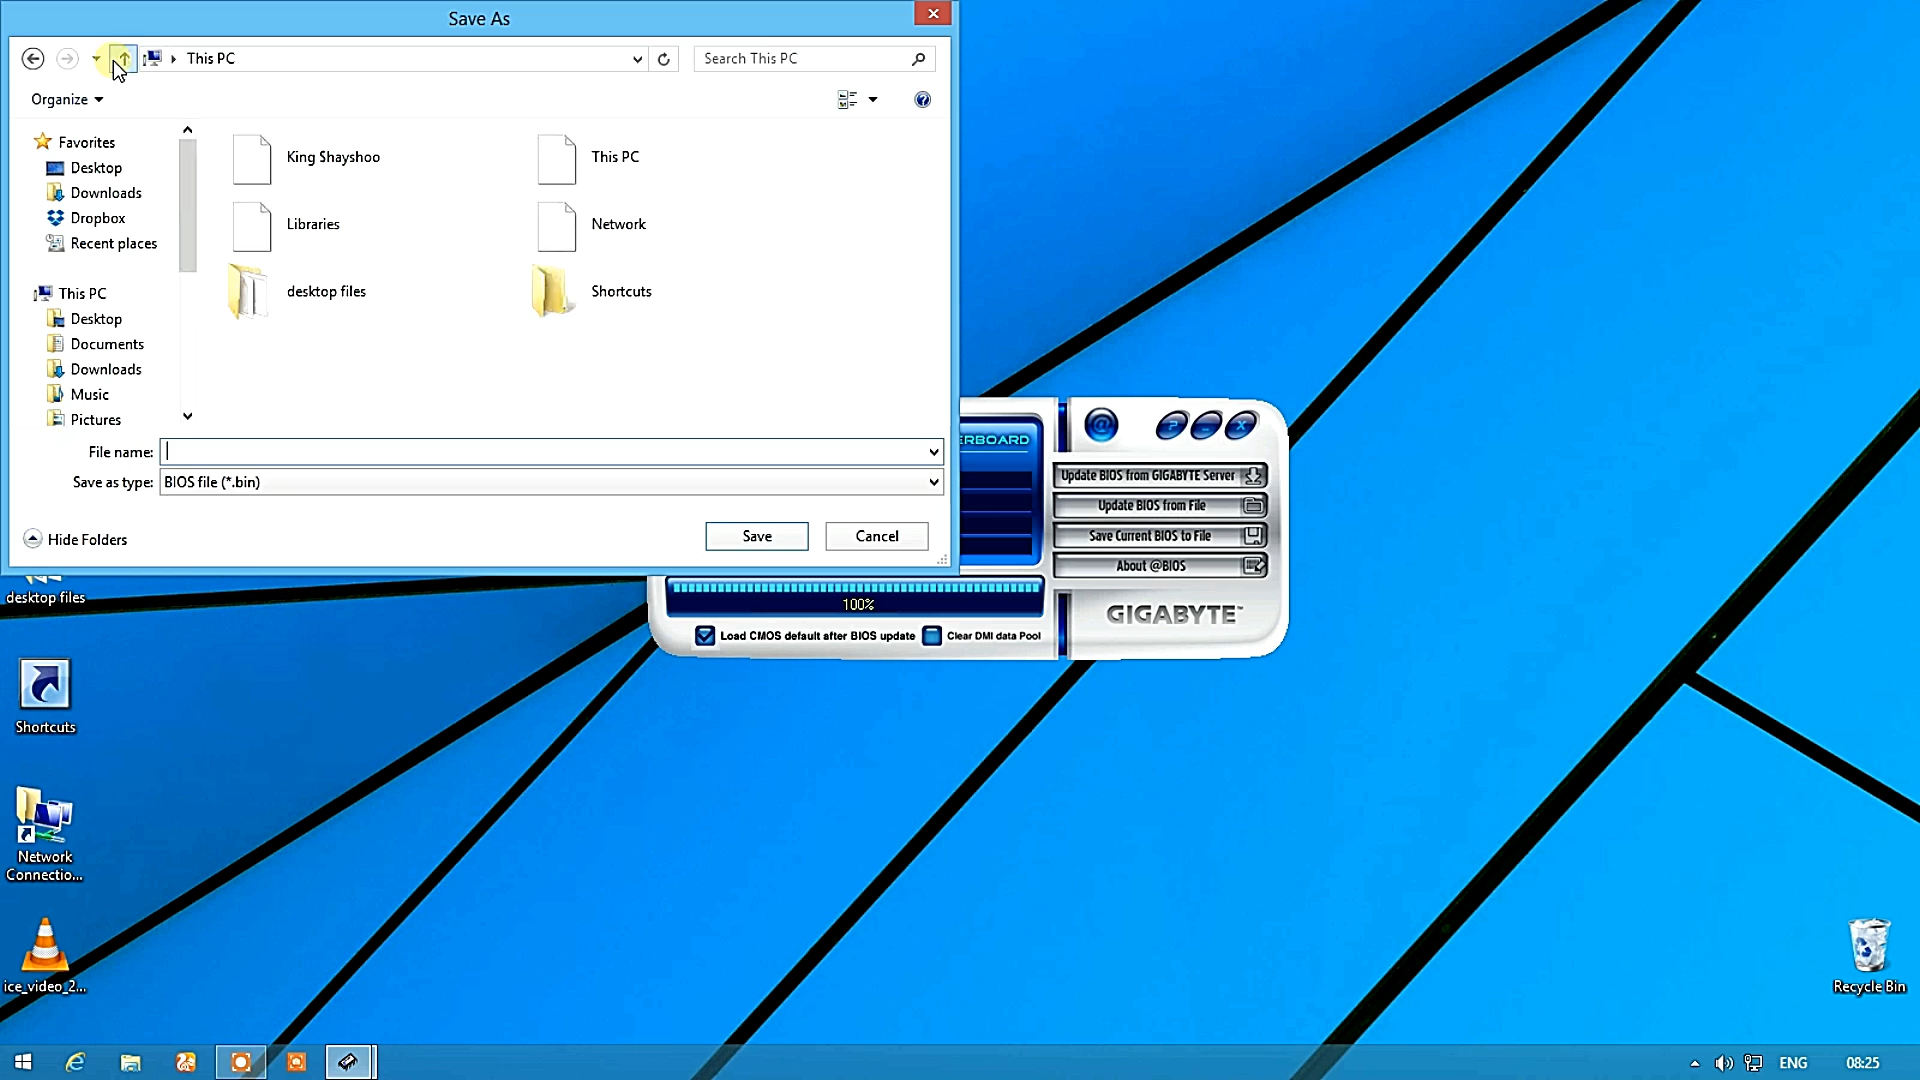 Save As
This PC
Search This PC
Organize
Favorites
Desktop
Downloads
Dropbox
Recent places
This PC
Desktop
Documents
Downloads
Music
Pictures
King Shayshoo
This PC
Libraries
Network
desktop files
Shortcuts
File name:
Save as type: BIOS file (*.bin)
Hide Folders
Save
Cancel
ERBOARD
@
?
_
X
Update BIOS from GIGABYTE Server
Update BIOS from File
Save Current BIOS to File
About @BIOS
GIGABYTE™
100%
Load CMOS default after BIOS update
Clear DMI data Pool
desktop files
Shortcuts
Network
Connectio...
ice_video_2...
Recycle Bin
ENG
08:25